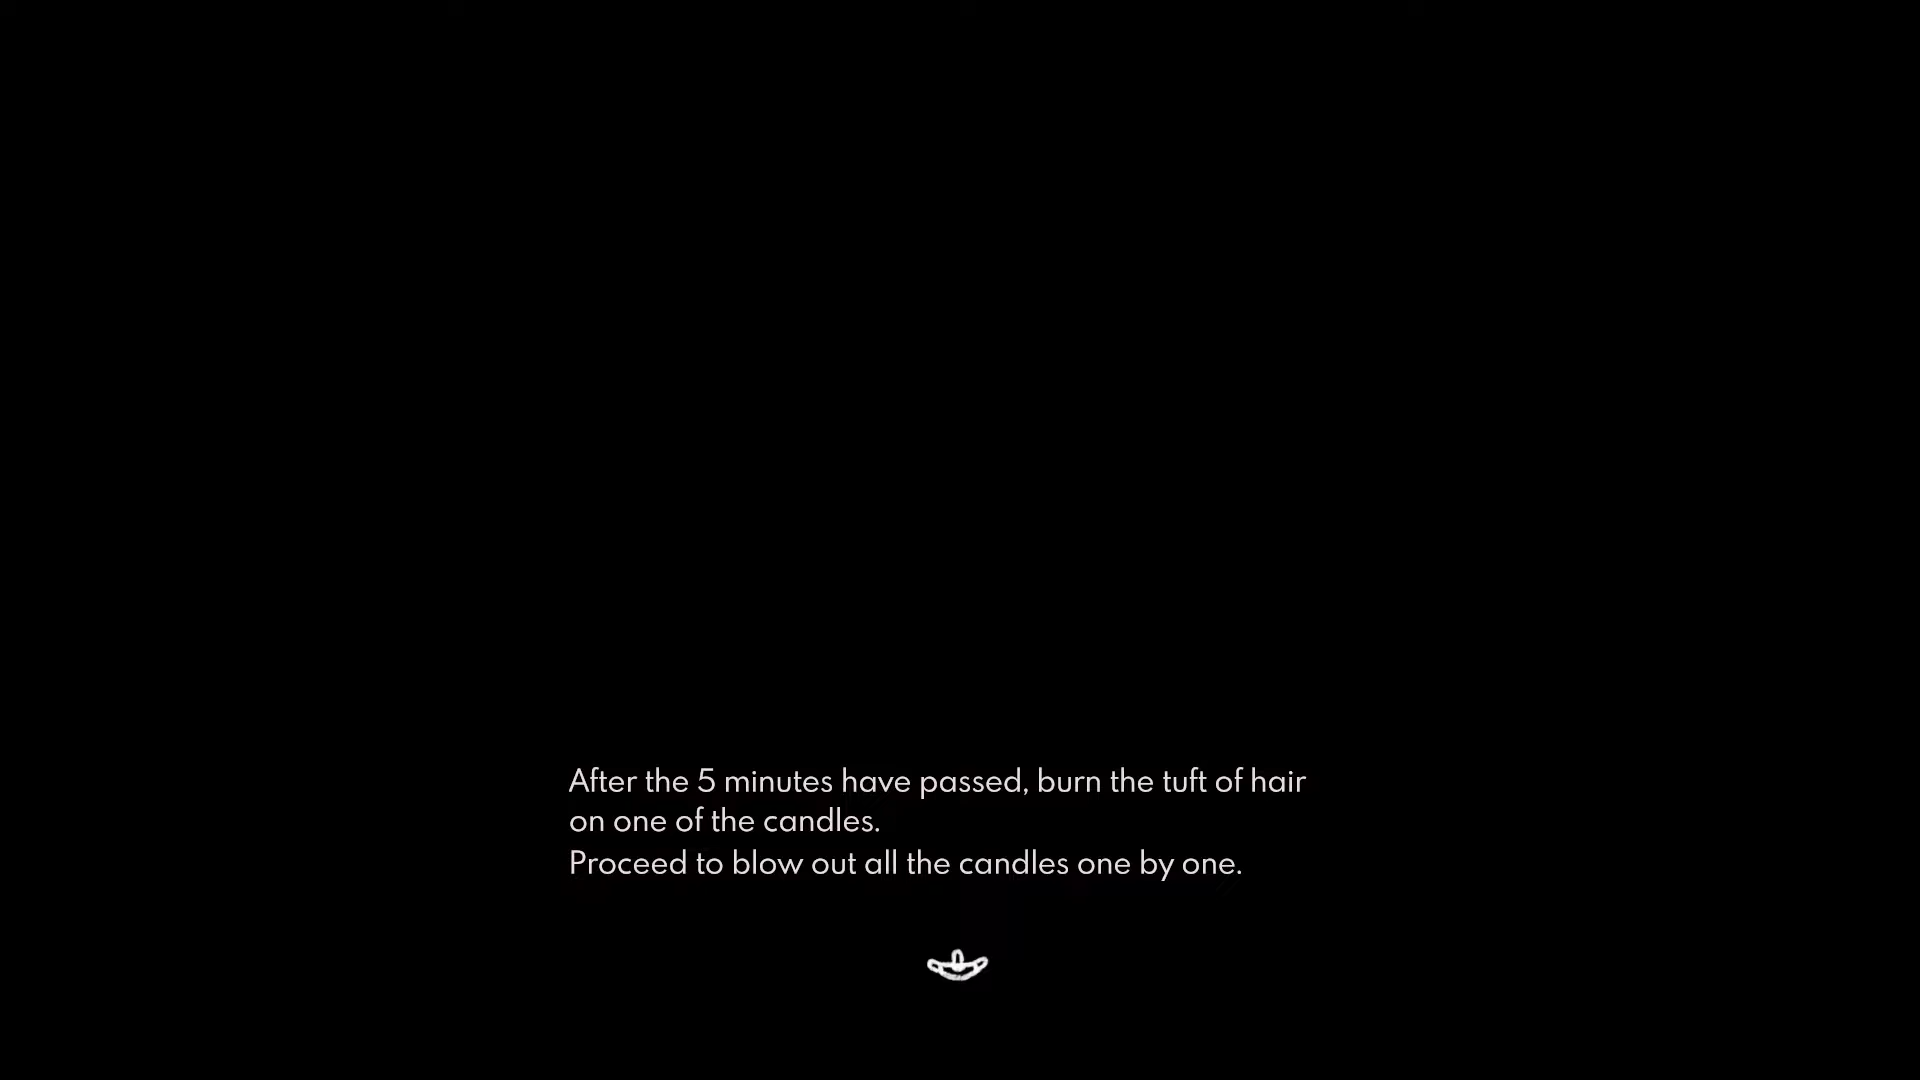 After the 5 minutes have passed, burn the tuft of hair
on one of the candles.
Proceed to blow out all the candles one by one.